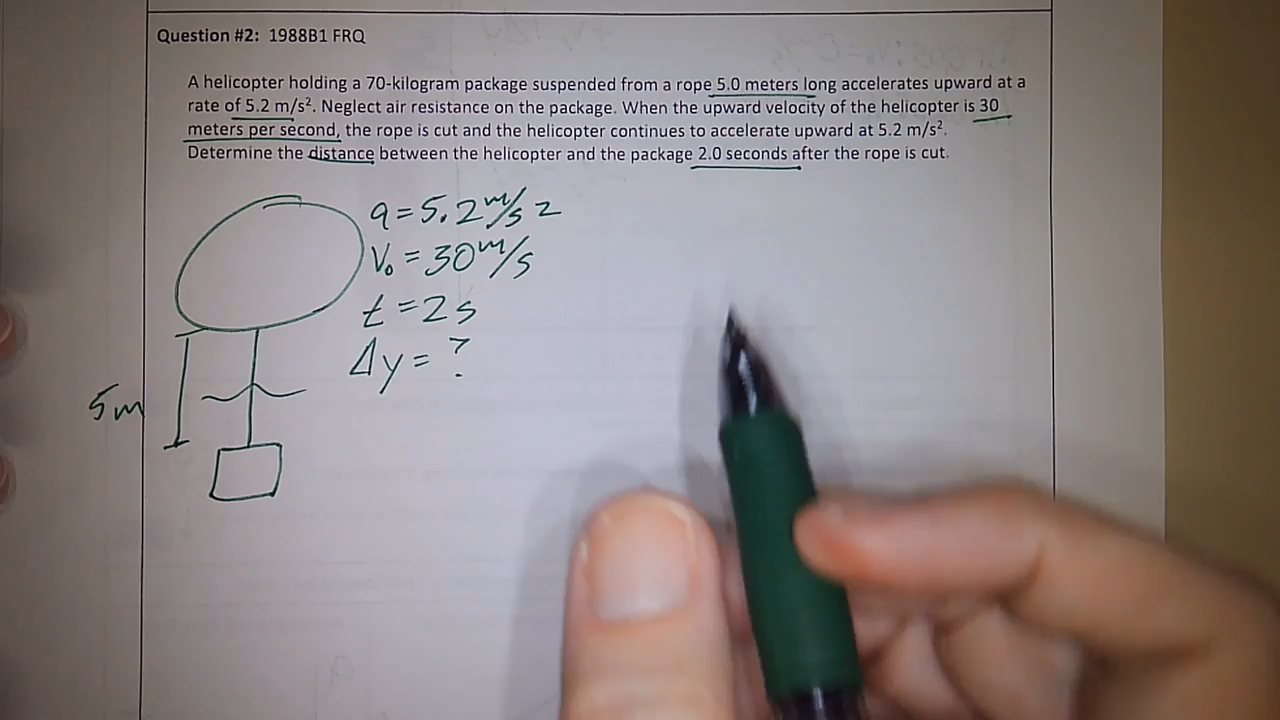 Question #2: 1988B1 FRQ
A helicopter holding a 70-kilogram package suspended from a rope 5.0 meters long accelerates upward at a
rate of 5.2 m/s². Neglect air resistance on the package. When the upward velocity of the helicopter is 30
meters per second, the rope is cut and the helicopter continues to accelerate upward at 5.2 m/s².
Determine the distance between the helicopter and the package 2.0 seconds after the rope is cut.
a = 5.2 m/s2
V₀ = 30 m/s
t = 2s
Δy = ?
5m